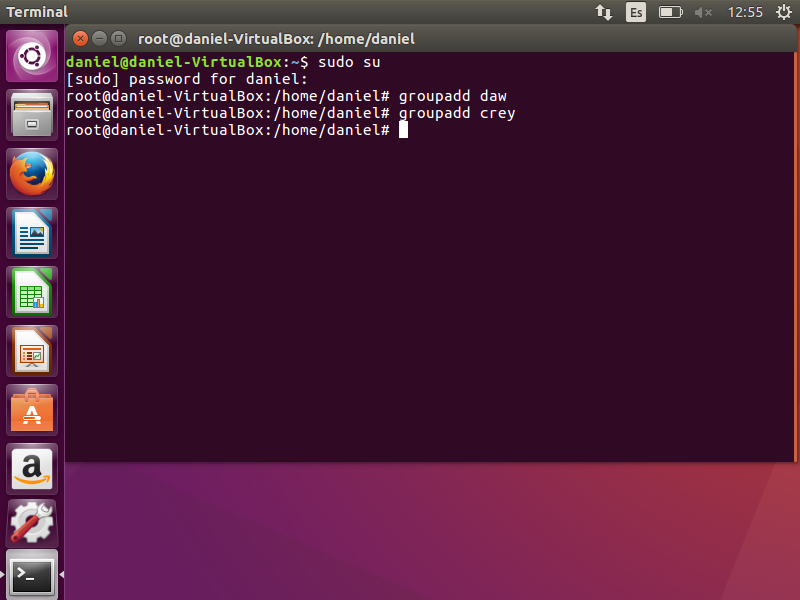 Terminal
Es
12:55
root@daniel-VirtualBox: /home/daniel
daniel@daniel-VirtualBox:~$ sudo su
[sudo] password for daniel:
root@daniel-VirtualBox:/home/daniel# groupadd daw
root@daniel-VirtualBox:/home/daniel# groupadd crey
root@daniel-VirtualBox:/home/daniel#
A
a
>_